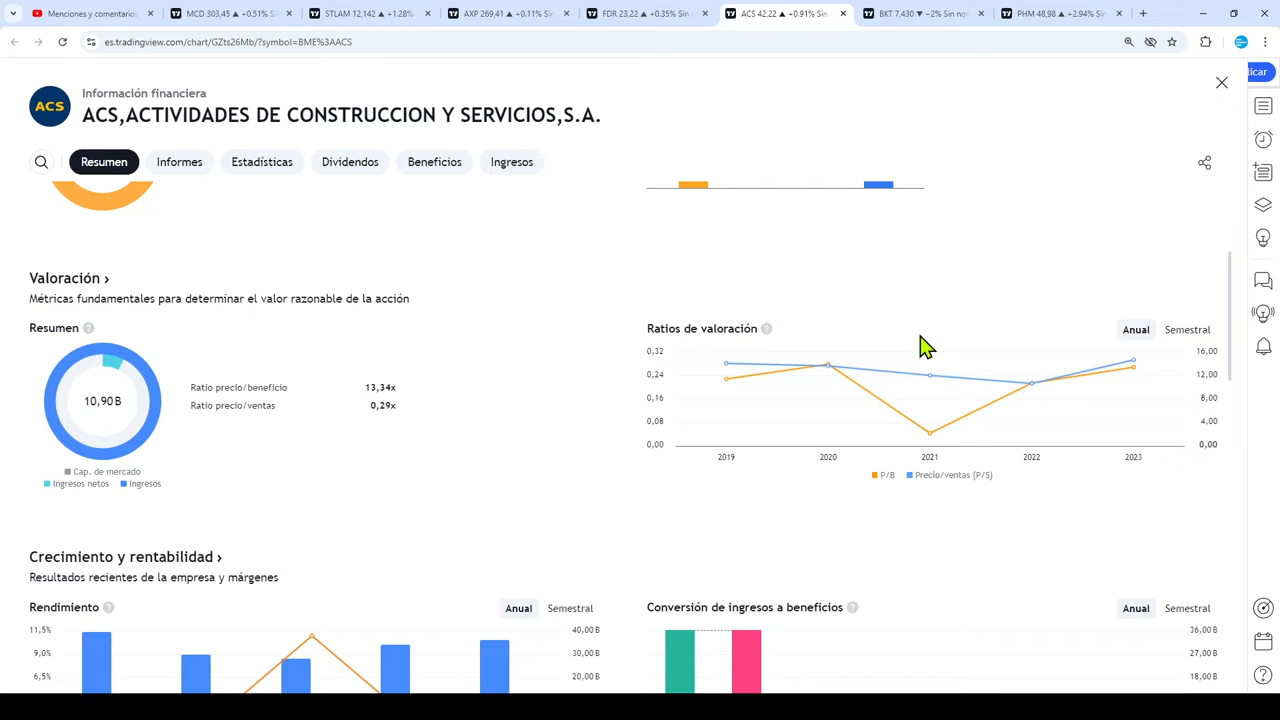 Menciones y comentarios
MCD 303,45 ▲ +0.51% S
STLAM 12,142 ▲ +1.28%
AXP 269,41 ▲ +0.11% Sin
FDR 23,22 ▲ +0.35% Sin
ACS 42,22 ▲ +0.91% Sin
BKT 7,430 ▼ −2% Sin no
PHM 48,98 ▲ +2.94% Sin
es.tradingview.com/chart/GZts26Mb/?symbol=BME%3AACS
licar
ACS
Información financiera
ACS,ACTIVIDADES DE CONSTRUCCION Y SERVICIOS,S.A.
Resumen Informes Estadísticas Dividendos Beneficios Ingresos
Valoración ›
Métricas fundamentales para determinar el valor razonable de la acción
Resumen
10,90B
Ratio precio/beneficio 13,34x
Ratio precio/ventas 0,29x
Cap. de mercado
Ingresos netos Ingresos
Ratios de valoración
Anual Semestral
0,32 16,00
0,24 12,00
0,16 8,00
0,08 4,00
0,00 0,00
2019 2020 2021 2022 2023
P/B Precio/ventas (P/S)
Crecimiento y rentabilidad ›
Resultados recientes de la empresa y márgenes
Rendimiento
Anual Semestral
11,5% 40,00B
9,0% 30,00B
6,5% 20,00B
Conversión de ingresos a beneficios
Anual Semestral
36,00B
27,00B
18,00B